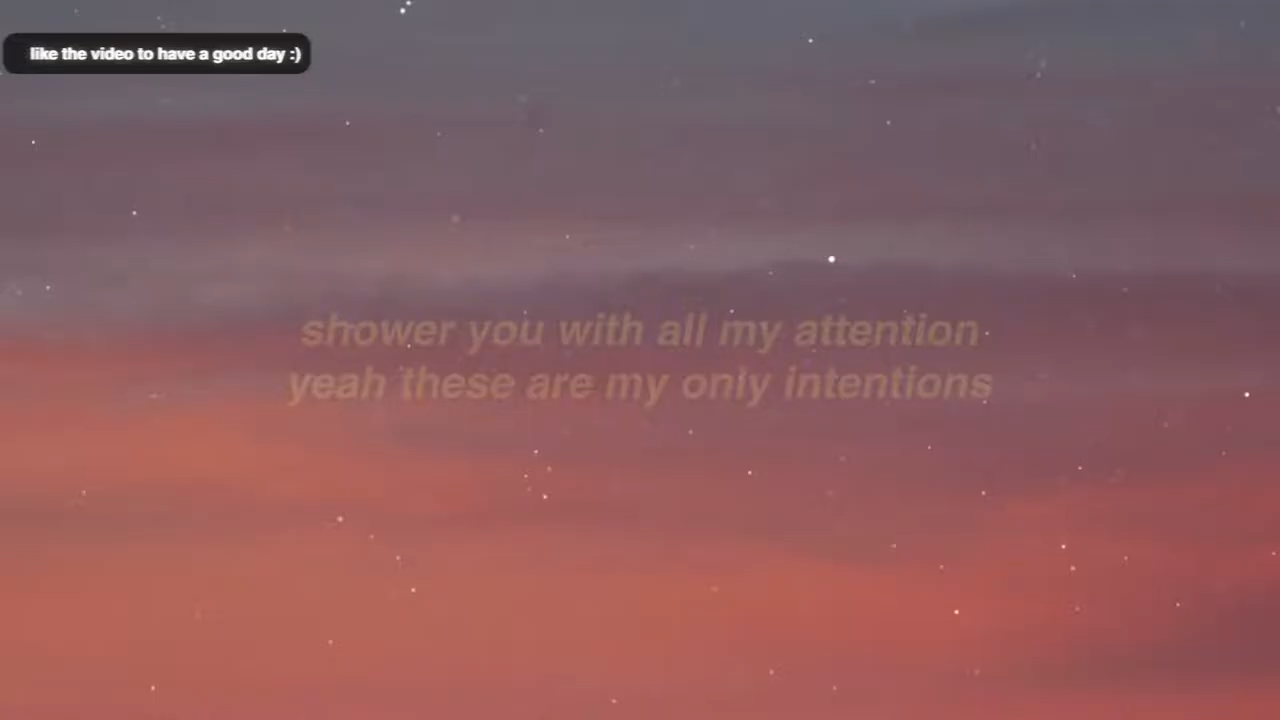 like the video to have a good day :)
shower you with all my attention
yeah these are my only intentions